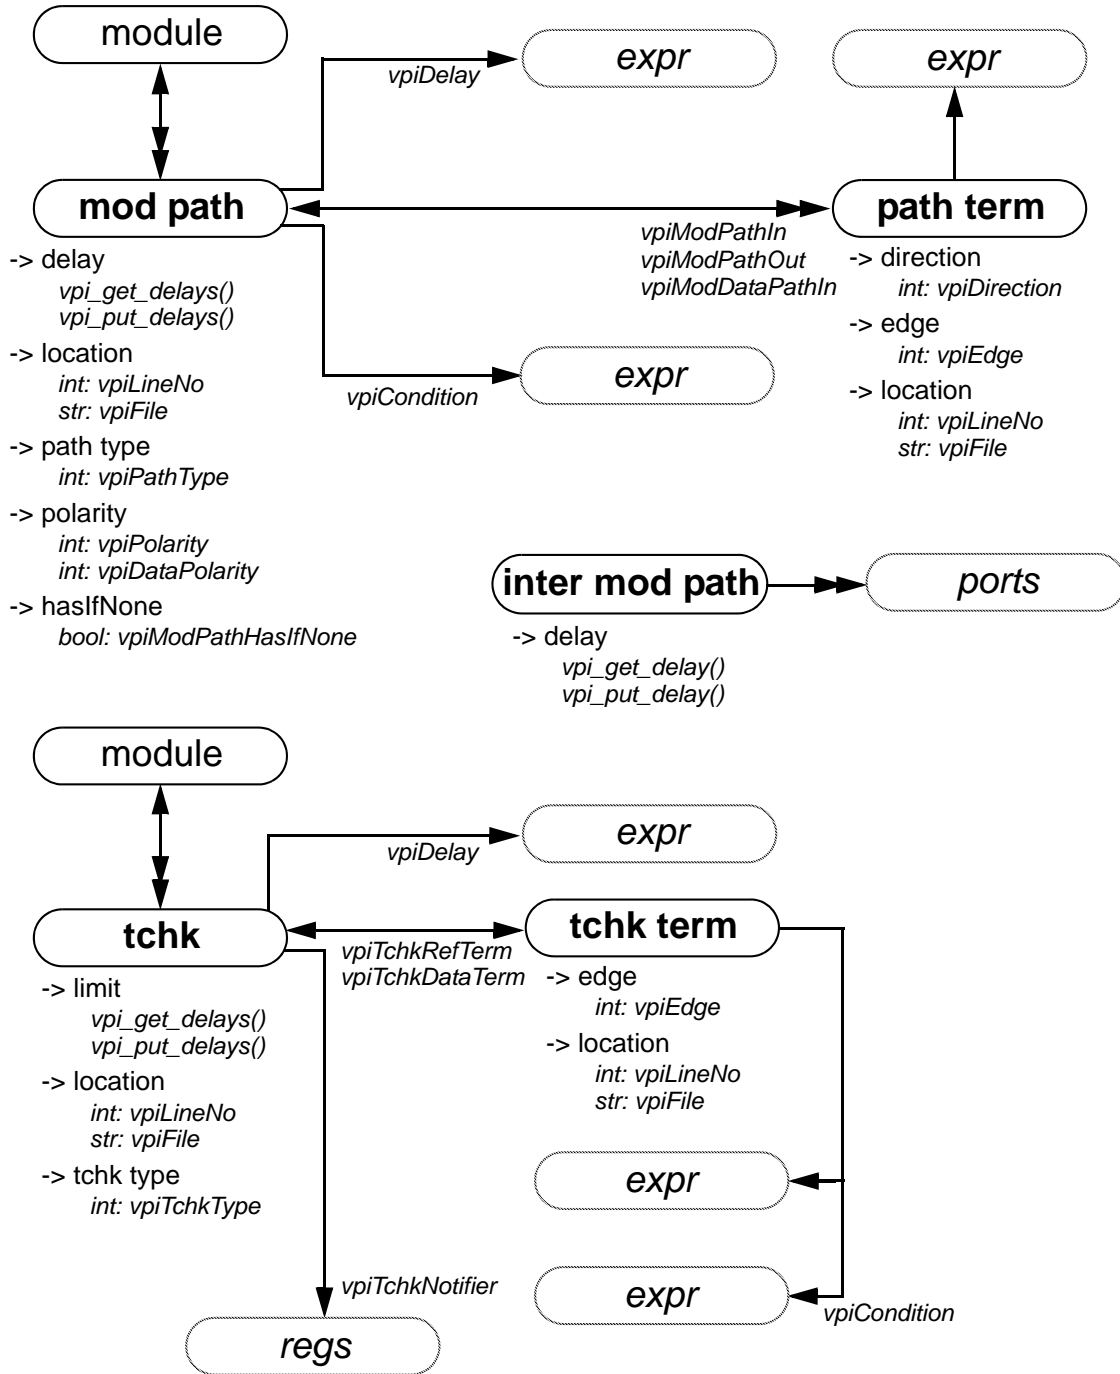 module
expr
expr
vpiDelay
mod path
path term
vpiModPathIn
vpiModPathOut
vpiModDataPathIn
-> delay
vpi_get_delays()
vpi_put_delays()
-> location
int: vpiLineNo
str: vpiFile
-> path type
int: vpiPathType
-> polarity
int: vpiPolarity
int: vpiDataPolarity
-> hasIfNone
bool: vpiModPathHasIfNone
-> direction
int: vpiDirection
-> edge
int: vpiEdge
-> location
int: vpiLineNo
str: vpiFile
expr
vpiCondition
inter mod path
ports
-> delay
vpi_get_delay()
vpi_put_delay()
module
expr
vpiDelay
tchk
tchk term
vpiTchkRefTerm
vpiTchkDataTerm
-> limit
vpi_get_delays()
vpi_put_delays()
-> location
int: vpiLineNo
str: vpiFile
-> tchk type
int: vpiTchkType
-> edge
int: vpiEdge
-> location
int: vpiLineNo
str: vpiFile
expr
expr
vpiTchkNotifier
vpiCondition
regs